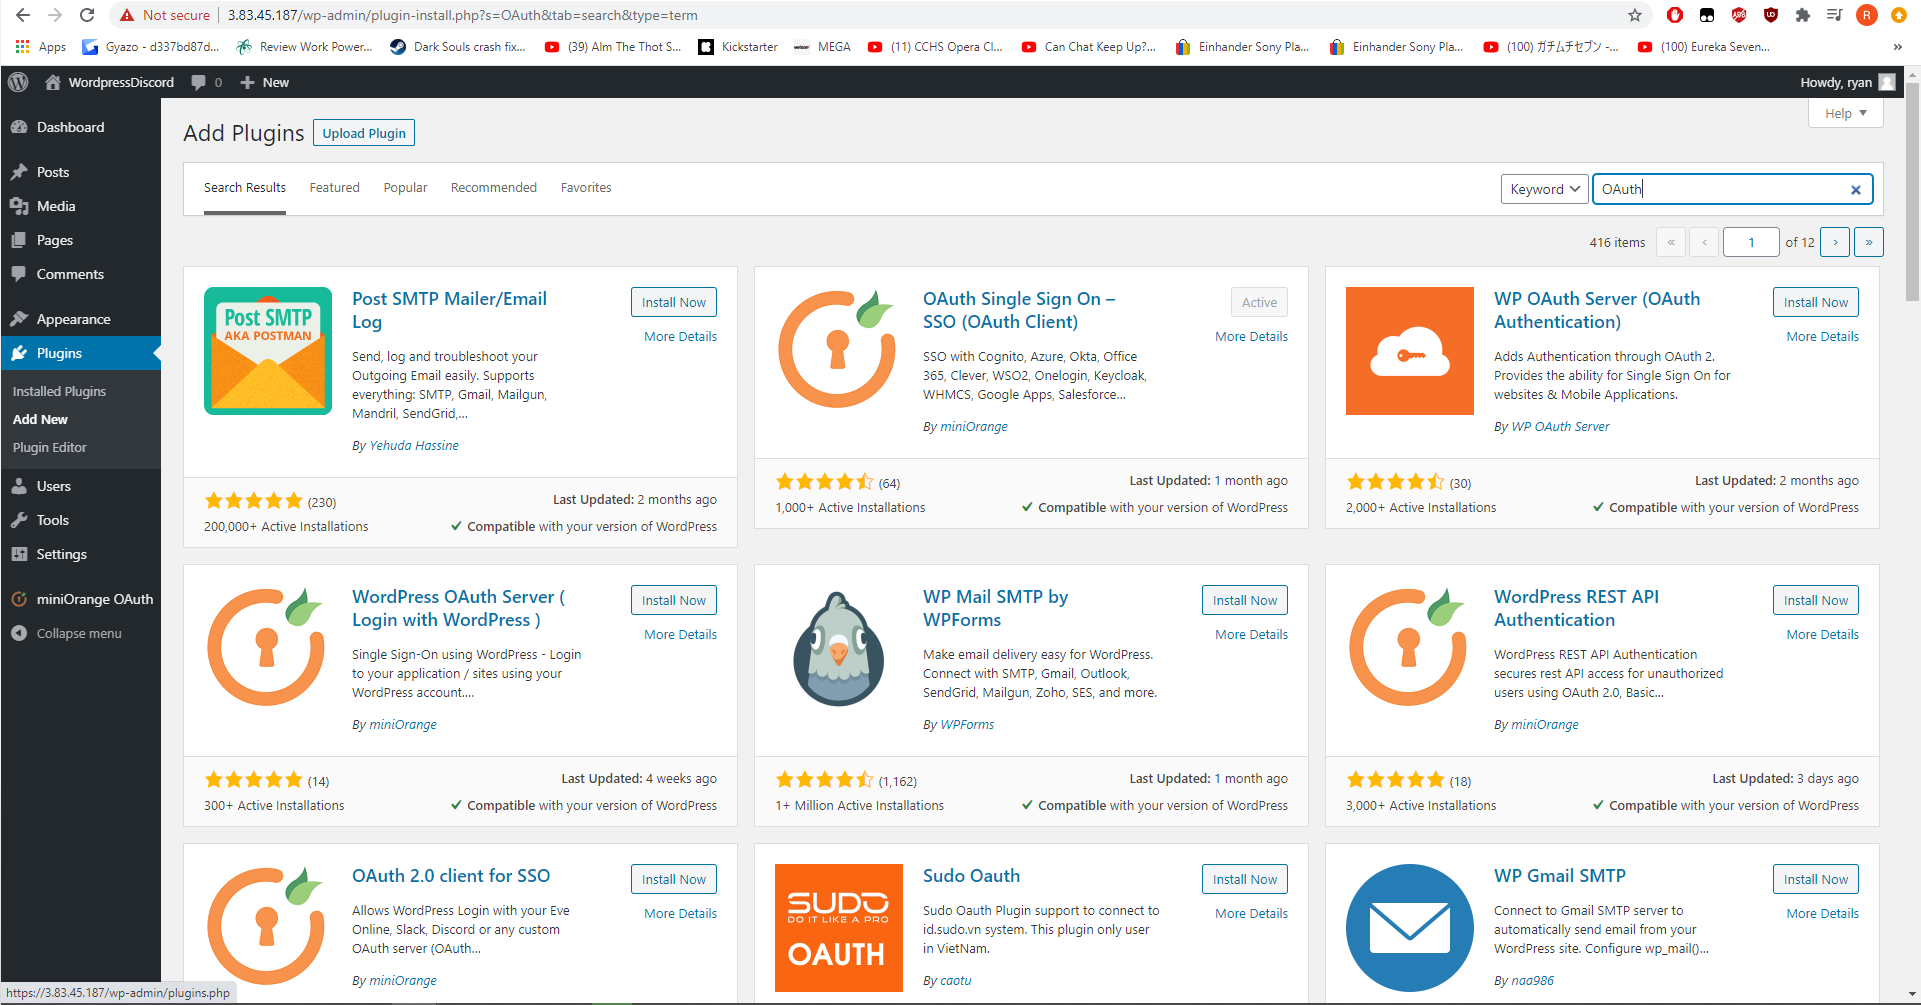 Not secure | 3.83.45.187/wp-admin/plugin-install.php?s=OAuth&tab=search&type=term
Apps Gyazo - d337bd87d... Review Work Power... Dark Souls crash fix... (39) Alm The Thot S... Kickstarter MEGA (11) CCHS Opera Cl... Can Chat Keep Up?... Einhander Sony Pla... Einhander Sony Pla... (100) ガチムチセブン -... (100) Eureka Seven... »
WordpressDiscord 0 New Howdy, ryan
Dashboard
Posts
Media
Pages
Comments
Appearance
Plugins
Installed Plugins
Add New
Plugin Editor
Users
Tools
Settings
miniOrange OAuth
Collapse menu
Help
Add Plugins Upload Plugin
Search Results Featured Popular Recommended Favorites Keyword OAuth
416 items « ‹ 1 of 12 › »
Post SMTP
AKA POSTMAN
Post SMTP Mailer/Email
Log
Install Now
More Details
Send, log and troubleshoot your
Outgoing Email easily. Supports
everything: SMTP, Gmail, Mailgun,
Mandril, SendGrid,...
By Yehuda Hassine
(230) Last Updated: 2 months ago
200,000+ Active Installations Compatible with your version of WordPress
OAuth Single Sign On –
SSO (OAuth Client)
Active
More Details
SSO with Cognito, Azure, Okta, Office
365, Clever, WSO2, Onelogin, Keycloak,
WHMCS, Google Apps, Salesforce...
By miniOrange
(64) Last Updated: 1 month ago
1,000+ Active Installations Compatible with your version of WordPress
WP OAuth Server (OAuth
Authentication)
Install Now
More Details
Adds Authentication through OAuth 2.
Provides the ability for Single Sign On for
websites & Mobile Applications.
By WP OAuth Server
(30) Last Updated: 2 months ago
2,000+ Active Installations Compatible with your version of WordPress
WordPress OAuth Server (
Login with WordPress )
Install Now
More Details
Single Sign-On using WordPress - Login
to your application / sites using your
WordPress account....
By miniOrange
(14) Last Updated: 4 weeks ago
300+ Active Installations Compatible with your version of WordPress
WP Mail SMTP by
WPForms
Install Now
More Details
Make email delivery easy for WordPress.
Connect with SMTP, Gmail, Outlook,
SendGrid, Mailgun, Zoho, SES, and more.
By WPForms
(1,162) Last Updated: 1 month ago
1+ Million Active Installations Compatible with your version of WordPress
WordPress REST API
Authentication
Install Now
More Details
WordPress REST API Authentication
secures rest API access for unauthorized
users using OAuth 2.0, Basic...
By miniOrange
(18) Last Updated: 3 days ago
3,000+ Active Installations Compatible with your version of WordPress
OAuth 2.0 client for SSO
Install Now
More Details
Allows WordPress Login with your Eve
Online, Slack, Discord or any custom
OAuth server (OAuth...
By miniOrange
SUDO
DO IT LIKE A PRO
OAUTH
Sudo Oauth
Install Now
More Details
Sudo Oauth Plugin support to connect to
id.sudo.vn system. This plugin only user
in VietNam.
By caotu
WP Gmail SMTP
Install Now
More Details
Connect to Gmail SMTP server to
automatically send email from your
WordPress site. Configure wp_mail()...
By naa986
https://3.83.45.187/wp-admin/plugins.php